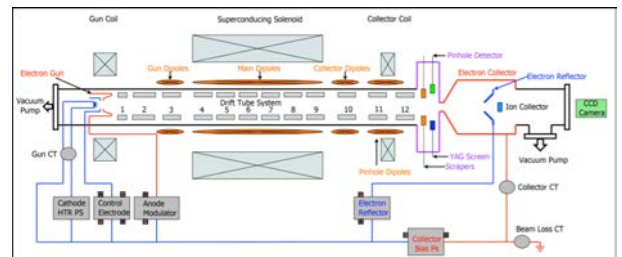 Gun Coil
Superconducing Solenoid
Collector Coil
Pinhole Detector
Electron Gun
Gun Dipoles
Main Dipoles
Collector Dipoles
Electron Collector
Electron Reflector
Vacuum
Pump
1 2 3 4 5 6 7 8 9 10 11 12
Drift Tube System
Ion Collector
CCD
Camera
Gun CT
Pinhole Dipoles
YAG Screen
Scrapers
Vacuum Pump
Collector CT
Cathode
HTR PS
Control
Electrode
Anode
Modulator
Electron
Reflector
Collector
Bias Ps
Beam Loss CT